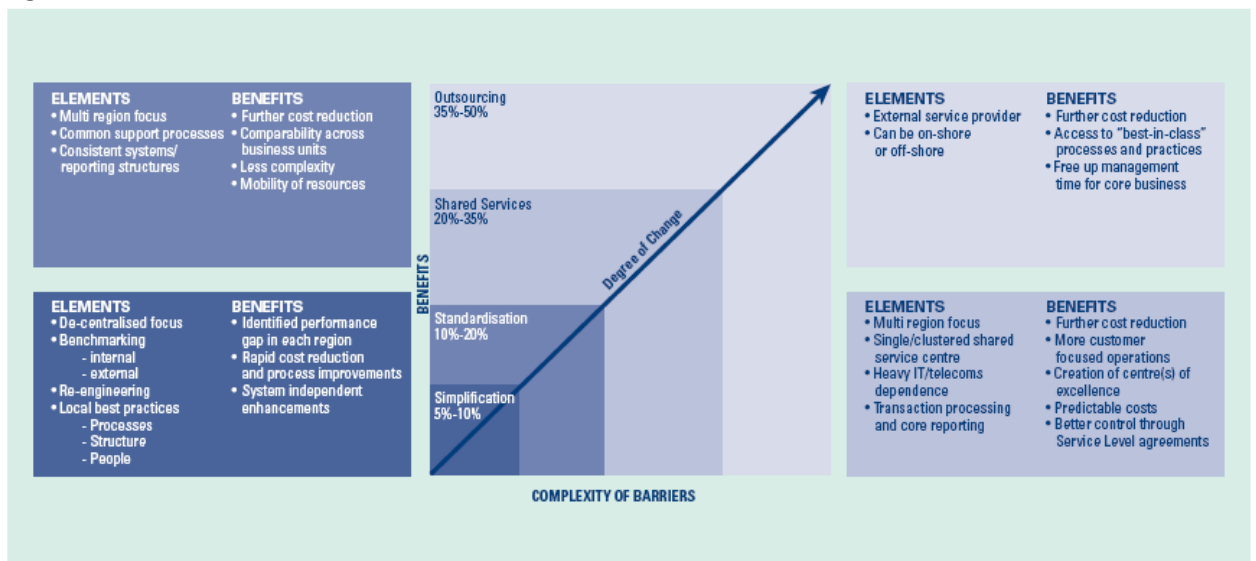 ELEMENTS
• Multi region focus
• Common support processes
• Consistent systems/
reporting structures
BENEFITS
• Further cost reduction
• Comparability across
business units
• Less complexity
• Mobility of resources
ELEMENTS
• De-centralised focus
• Benchmarking
- internal
- external
• Re-engineering
• Local best practices
- Processes
- Structure
- People
BENEFITS
• Identified performance
gap in each region
• Rapid cost reduction
and process improvements
• System independent
enhancements
BENEFITS
Outsourcing
35%-50%
Shared Services
20%-35%
Standardisation
10%-20%
Simplification
5%-10%
Degree of Change
COMPLEXITY OF BARRIERS
ELEMENTS
• External service provider
• Can be on-shore
or off-shore
BENEFITS
• Further cost reduction
• Access to "best-in-class"
processes and practices
• Free up management
time for core business
ELEMENTS
• Multi region focus
• Single/clustered shared
service centre
• Heavy IT/telecoms
dependence
• Transaction processing
and core reporting
BENEFITS
• Further cost reduction
• More customer
focused operations
• Creation of centre(s) of
excellence
• Predictable costs
• Better control through
Service Level agreements